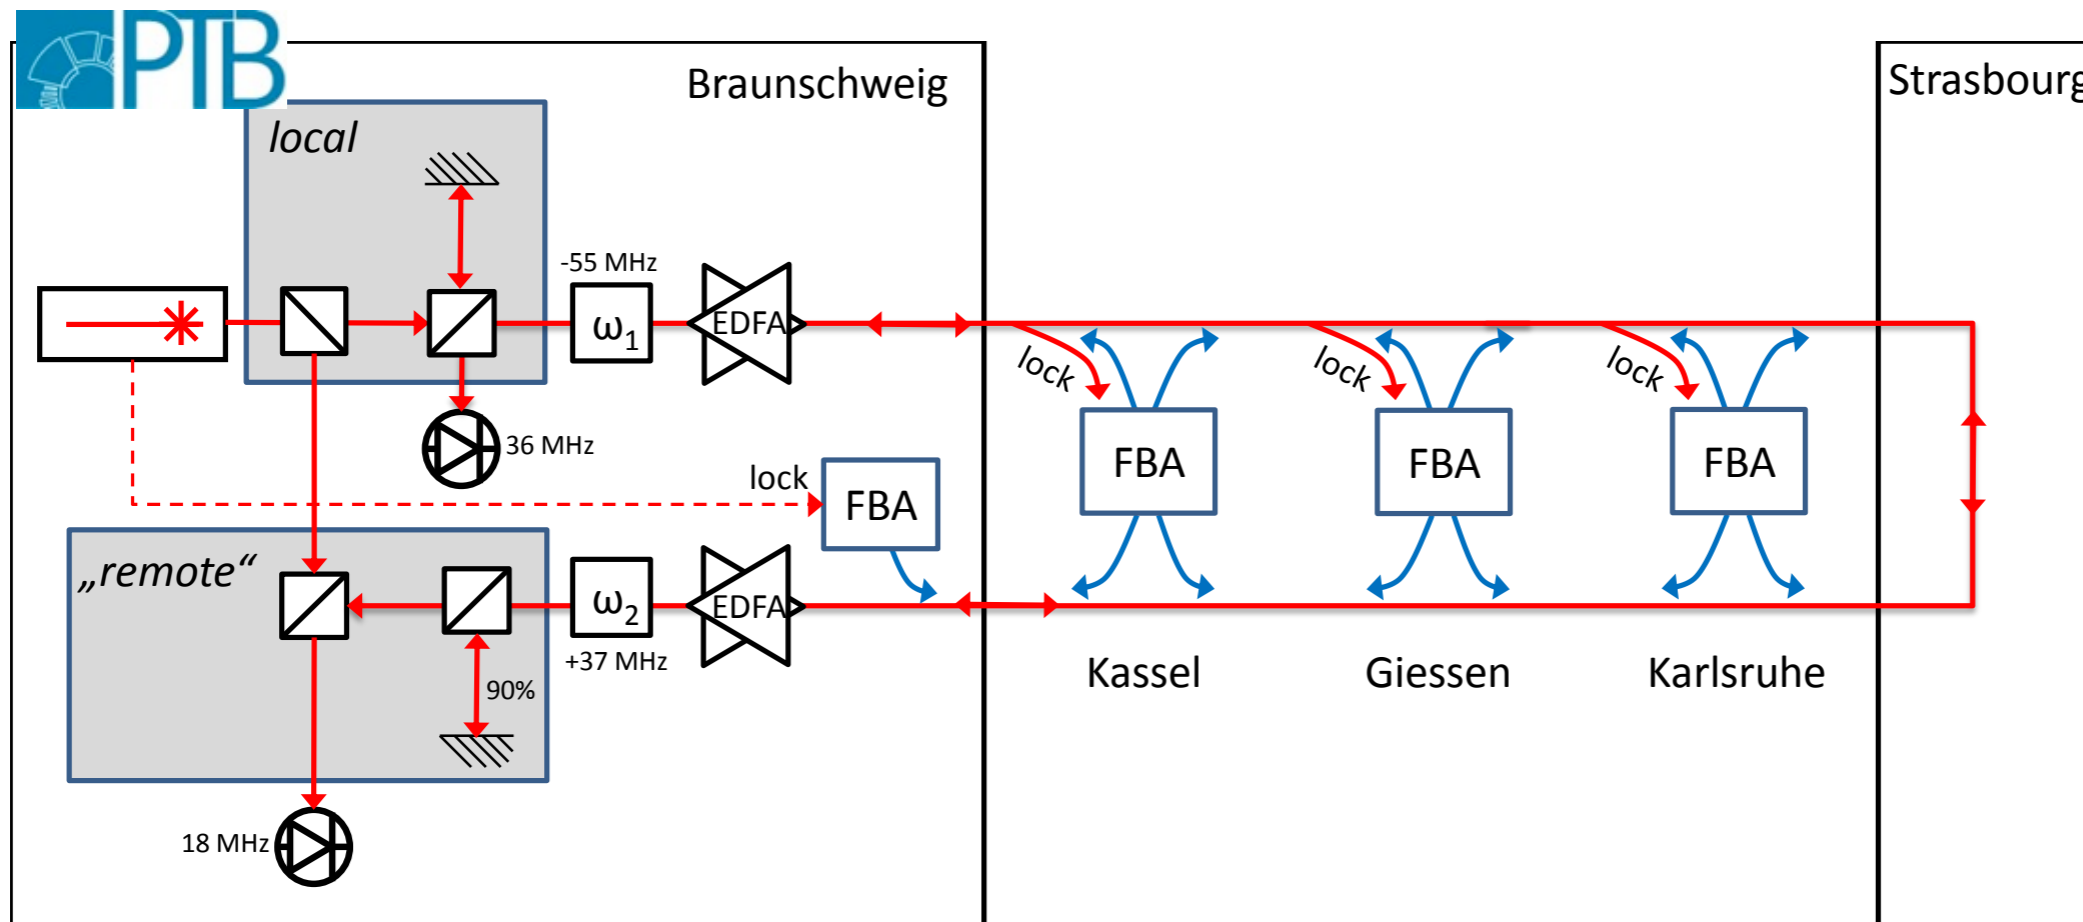 PTB
Braunschweig
Strasbourg
local
-55 MHz
ω1
EDFA
36 MHz
lock
lock
lock
lock
FBA
FBA
FBA
FBA
„remote“
ω2
EDFA
+37 MHz
90%
Kassel
Giessen
Karlsruhe
18 MHz